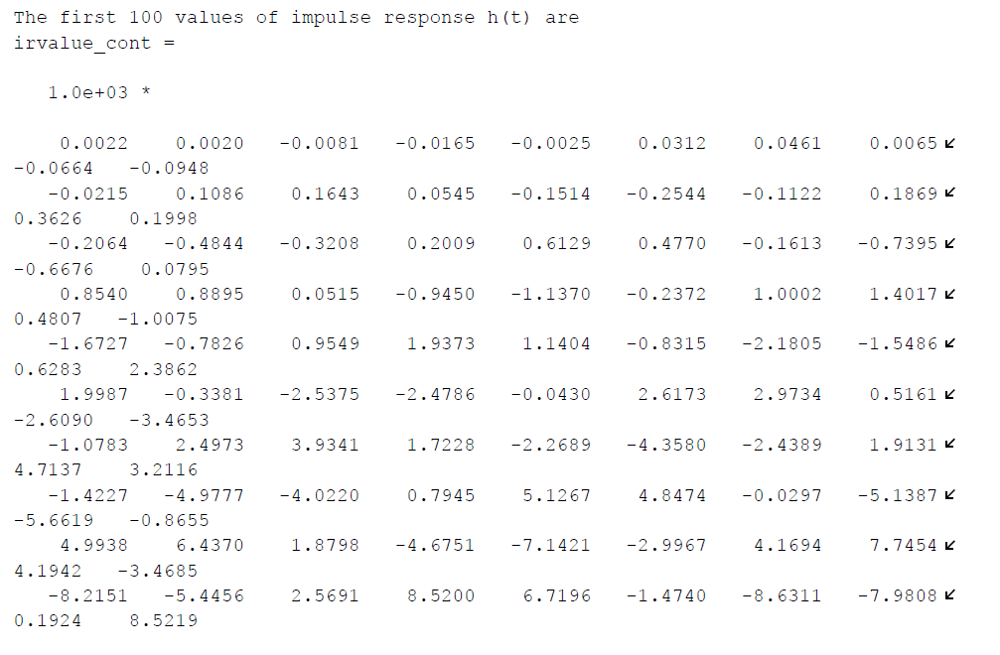 The first 100 values of impulse response h(t) are
irvalue_cont =
1.0e+03 *
0.0022 0.0020 -0.0081 -0.0165 -0.0025 0.0312 0.0461 0.0065 ↙
-0.0664 -0.0948
-0.0215 0.1086 0.1643 0.0545 -0.1514 -0.2544 -0.1122 0.1869 ↙
0.3626 0.1998
-0.2064 -0.4844 -0.3208 0.2009 0.6129 0.4770 -0.1613 -0.7395 ↙
-0.6676 0.0795
0.8540 0.8895 0.0515 -0.9450 -1.1370 -0.2372 1.0002 1.4017 ↙
0.4807 -1.0075
-1.6727 -0.7826 0.9549 1.9373 1.1404 -0.8315 -2.1805 -1.5486 ↙
0.6283 2.3862
1.9987 -0.3381 -2.5375 -2.4786 -0.0430 2.6173 2.9734 0.5161 ↙
-2.6090 -3.4653
-1.0783 2.4973 3.9341 1.7228 -2.2689 -4.3580 -2.4389 1.9131 ↙
4.7137 3.2116
-1.4227 -4.9777 -4.0220 0.7945 5.1267 4.8474 -0.0297 -5.1387 ↙
-5.6619 -0.8655
4.9938 6.4370 1.8798 -4.6751 -7.1421 -2.9967 4.1694 7.7454 ↙
4.1942 -3.4685
-8.2151 -5.4456 2.5691 8.5200 6.7196 -1.4740 -8.6311 -7.9808 ↙
0.1924 8.5219